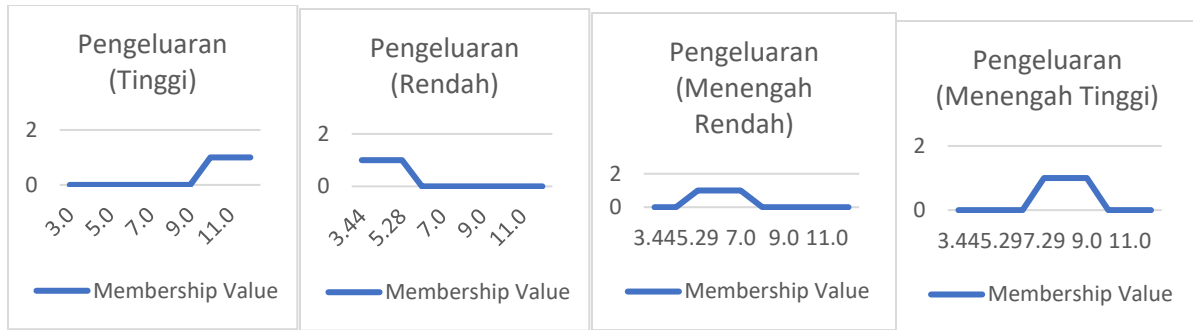 Pengeluaran
(Tinggi)
2
0
3.0 5.0 7.0 9.0 11.0
Membership Value
Pengeluaran
(Rendah)
2
0
3.44 5.28 7.0 9.0 11.0
Membership Value
Pengeluaran
(Menengah
Rendah)
2
0
3.445.29 7.0 9.0 11.0
Membership Value
Pengeluaran
(Menengah Tinggi)
2
0
3.445.297.29 9.0 11.0
Membership Value